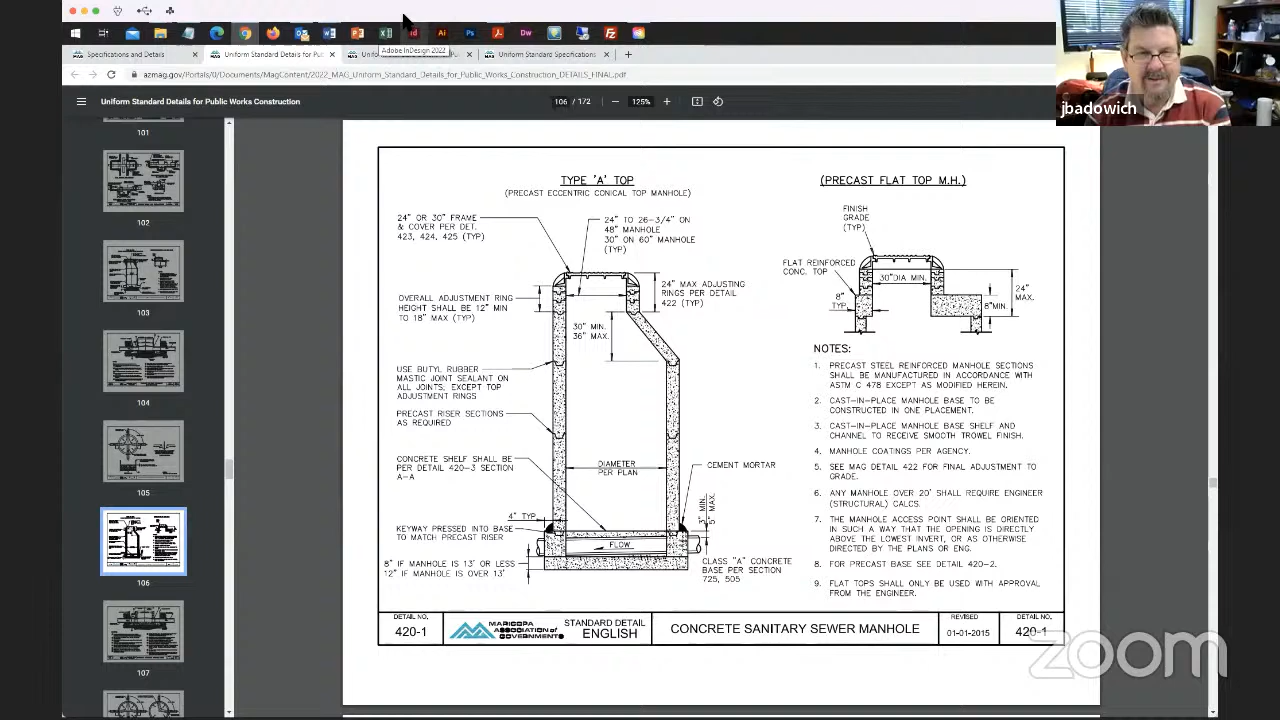 Adobe InDesign 2022
Specifications and Details
Uniform Standard Details for Pu
Unif
Uniform Standard Specifications
azmag.gov/Portals/0/Documents/MagContent/2022_MAG_Uniform_Standard_Details_for_Public_Works_Construction_DETAILS_FINAL.pdf
jbadowich
Uniform Standard Details for Public Works Construction
106 / 172
125%
101
102
103
104
105
106
107
TYPE 'A' TOP
(PRECAST ECCENTRIC CONICAL TOP MANHOLE)
24" OR 30" FRAME
& COVER PER DET.
423, 424, 425 (TYP)
24" TO 26-3/4" ON
48" MANHOLE
30" ON 60" MANHOLE
(TYP)
OVERALL ADJUSTMENT RING
HEIGHT SHALL BE 12" MIN
TO 18" MAX (TYP)
24" MAX ADJUSTING
RINGS PER DETAIL
422 (TYP)
30" MIN.
36" MAX.
USE BUTYL RUBBER
MASTIC JOINT SEALANT ON
ALL JOINTS, EXCEPT TOP
ADJUSTMENT RINGS
PRECAST RISER SECTIONS
AS REQUIRED
CONCRETE SHELF SHALL BE
PER DETAIL 420-3 SECTION
A-A
DIAMETER
PER PLAN
CEMENT MORTAR
3" MIN.
5" MAX.
4" TYP.
KEYWAY PRESSED INTO BASE
TO MATCH PRECAST RISER
FLOW
8" IF MANHOLE IS 13' OR LESS
12" IF MANHOLE IS OVER 13'
CLASS "A" CONCRETE
BASE PER SECTION
725, 505
(PRECAST FLAT TOP M.H.)
FINISH
GRADE
(TYP)
FLAT REINFORCED
CONC. TOP
30"DIA. MIN.
8"
TYP.
24"
MAX.
8"MIN.
NOTES:
1. PRECAST STEEL REINFORCED MANHOLE SECTIONS
SHALL BE MANUFACTURED IN ACCORDANCE WITH
ASTM C 478 EXCEPT AS MODIFIED HEREIN.
2. CAST-IN-PLACE MANHOLE BASE TO BE
CONSTRUCTED IN ONE PLACEMENT.
3. CAST-IN-PLACE MANHOLE BASE SHELF AND
CHANNEL TO RECEIVE SMOOTH TROWEL FINISH.
4. MANHOLE COATINGS PER AGENCY.
5. SEE MAG DETAIL 422 FOR FINAL ADJUSTMENT TO
GRADE.
6. ANY MANHOLE OVER 20' SHALL REQUIRE ENGINEER
(STRUCTURAL) CALCS.
7. THE MANHOLE ACCESS POINT SHALL BE ORIENTED
IN SUCH A WAY THAT THE OPENING IS DIRECTLY
ABOVE THE LOWEST INVERT, OR AS OTHERWISE
DIRECTED BY THE PLANS OR ENG.
8. FOR PRECAST BASE SEE DETAIL 420-2.
9. FLAT TOPS SHALL ONLY BE USED WITH APPROVAL
FROM THE ENGINEER.
DETAIL NO.
420-1
MARICOPA
ASSOCIATION of
GOVERNMENTS
STANDARD DETAIL
ENGLISH
CONCRETE SANITARY SEWER MANHOLE
REVISED
01-01-2015
DETAIL NO.
420-1
zoom